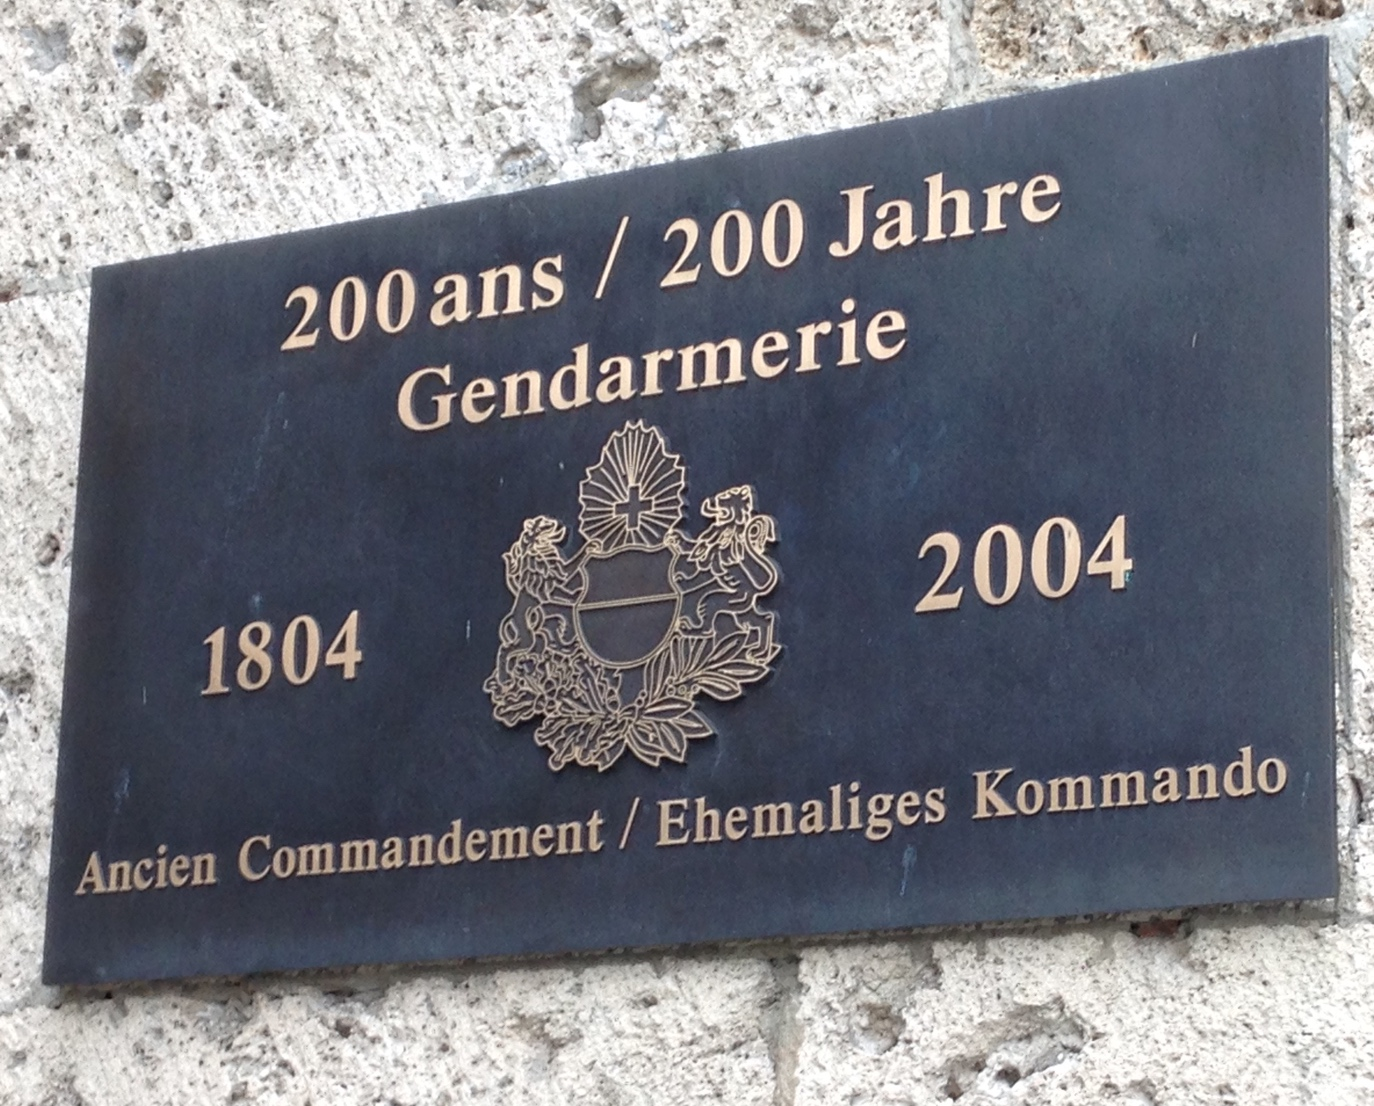 200 ans / 200 Jahre
Gendarmerie
1804 2004
Ancien Commandement / Ehemaliges Kommando